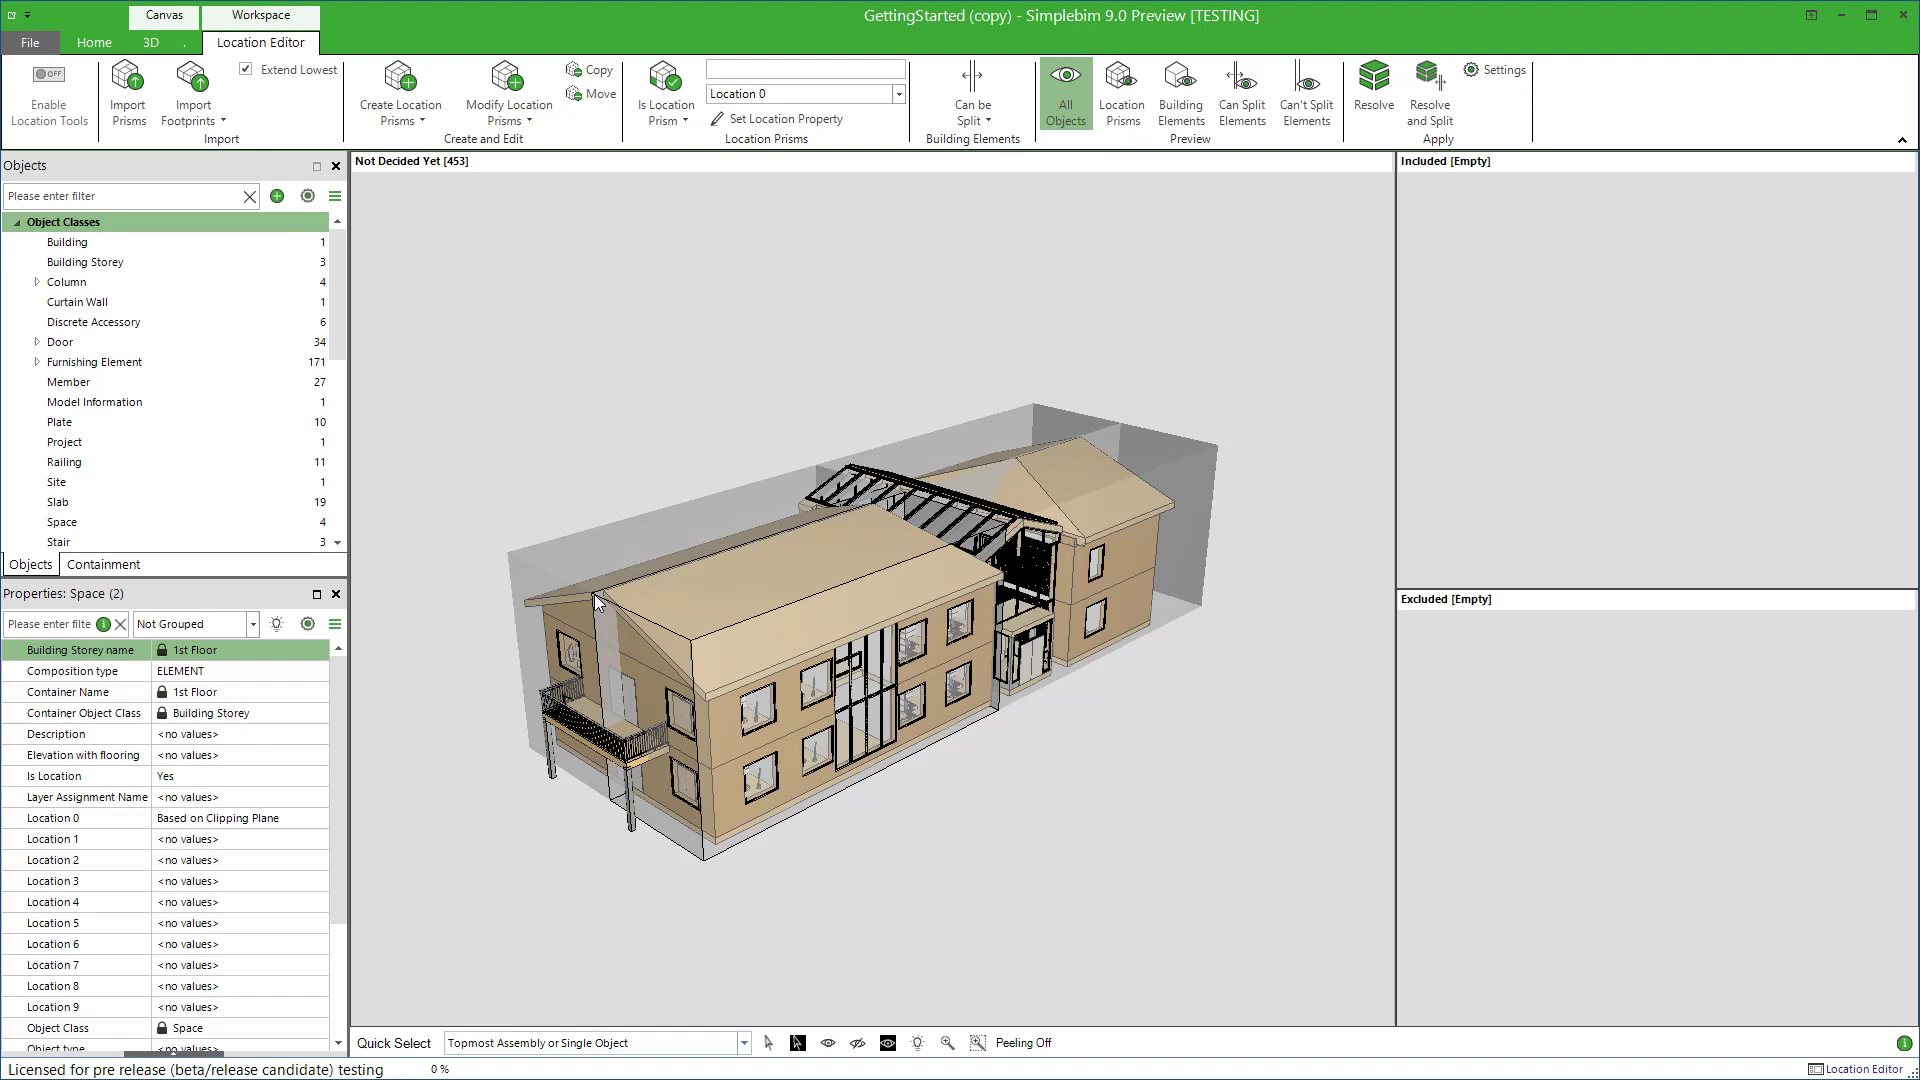 Canvas
Workspace
GettingStarted (copy) - Simplebim 9.0 Preview [TESTING]
File
Home
3D
.
Location Editor
OFF
Enable
Location Tools
Import
Prisms
Import
Footprints
Extend Lowest
Import
Create Location
Prisms
Modify Location
Prisms
Copy
Move
Create and Edit
Is Location
Prism
Location 0
Set Location Property
Location Prisms
Can be
Split
Building Elements
All
Objects
Location
Prisms
Building
Elements
Can Split
Elements
Can't Split
Elements
Preview
Resolve
Resolve
and Split
Settings
Apply
Objects
Please enter filter
Object Classes
Building 1
Building Storey 3
Column 4
Curtain Wall 1
Discrete Accessory 6
Door 34
Furnishing Element 171
Member 27
Model Information 1
Plate 10
Project 1
Railing 11
Site 1
Slab 19
Space 4
Stair 3
Objects
Containment
Properties: Space (2)
Please enter filte
Not Grouped
Building Storey name 1st Floor
Composition type ELEMENT
Container Name 1st Floor
Container Object Class Building Storey
Description <no values>
Elevation with flooring <no values>
Is Location Yes
Layer Assignment Name <no values>
Location 0 Based on Clipping Plane
Location 1 <no values>
Location 2 <no values>
Location 3 <no values>
Location 4 <no values>
Location 5 <no values>
Location 6 <no values>
Location 7 <no values>
Location 8 <no values>
Location 9 <no values>
Object Class Space
Object type <no values>
Not Decided Yet [453]
Included [Empty]
Excluded [Empty]
Quick Select
Topmost Assembly or Single Object
Peeling Off
Licensed for pre release (beta/release candidate) testing
0 %
Location Editor